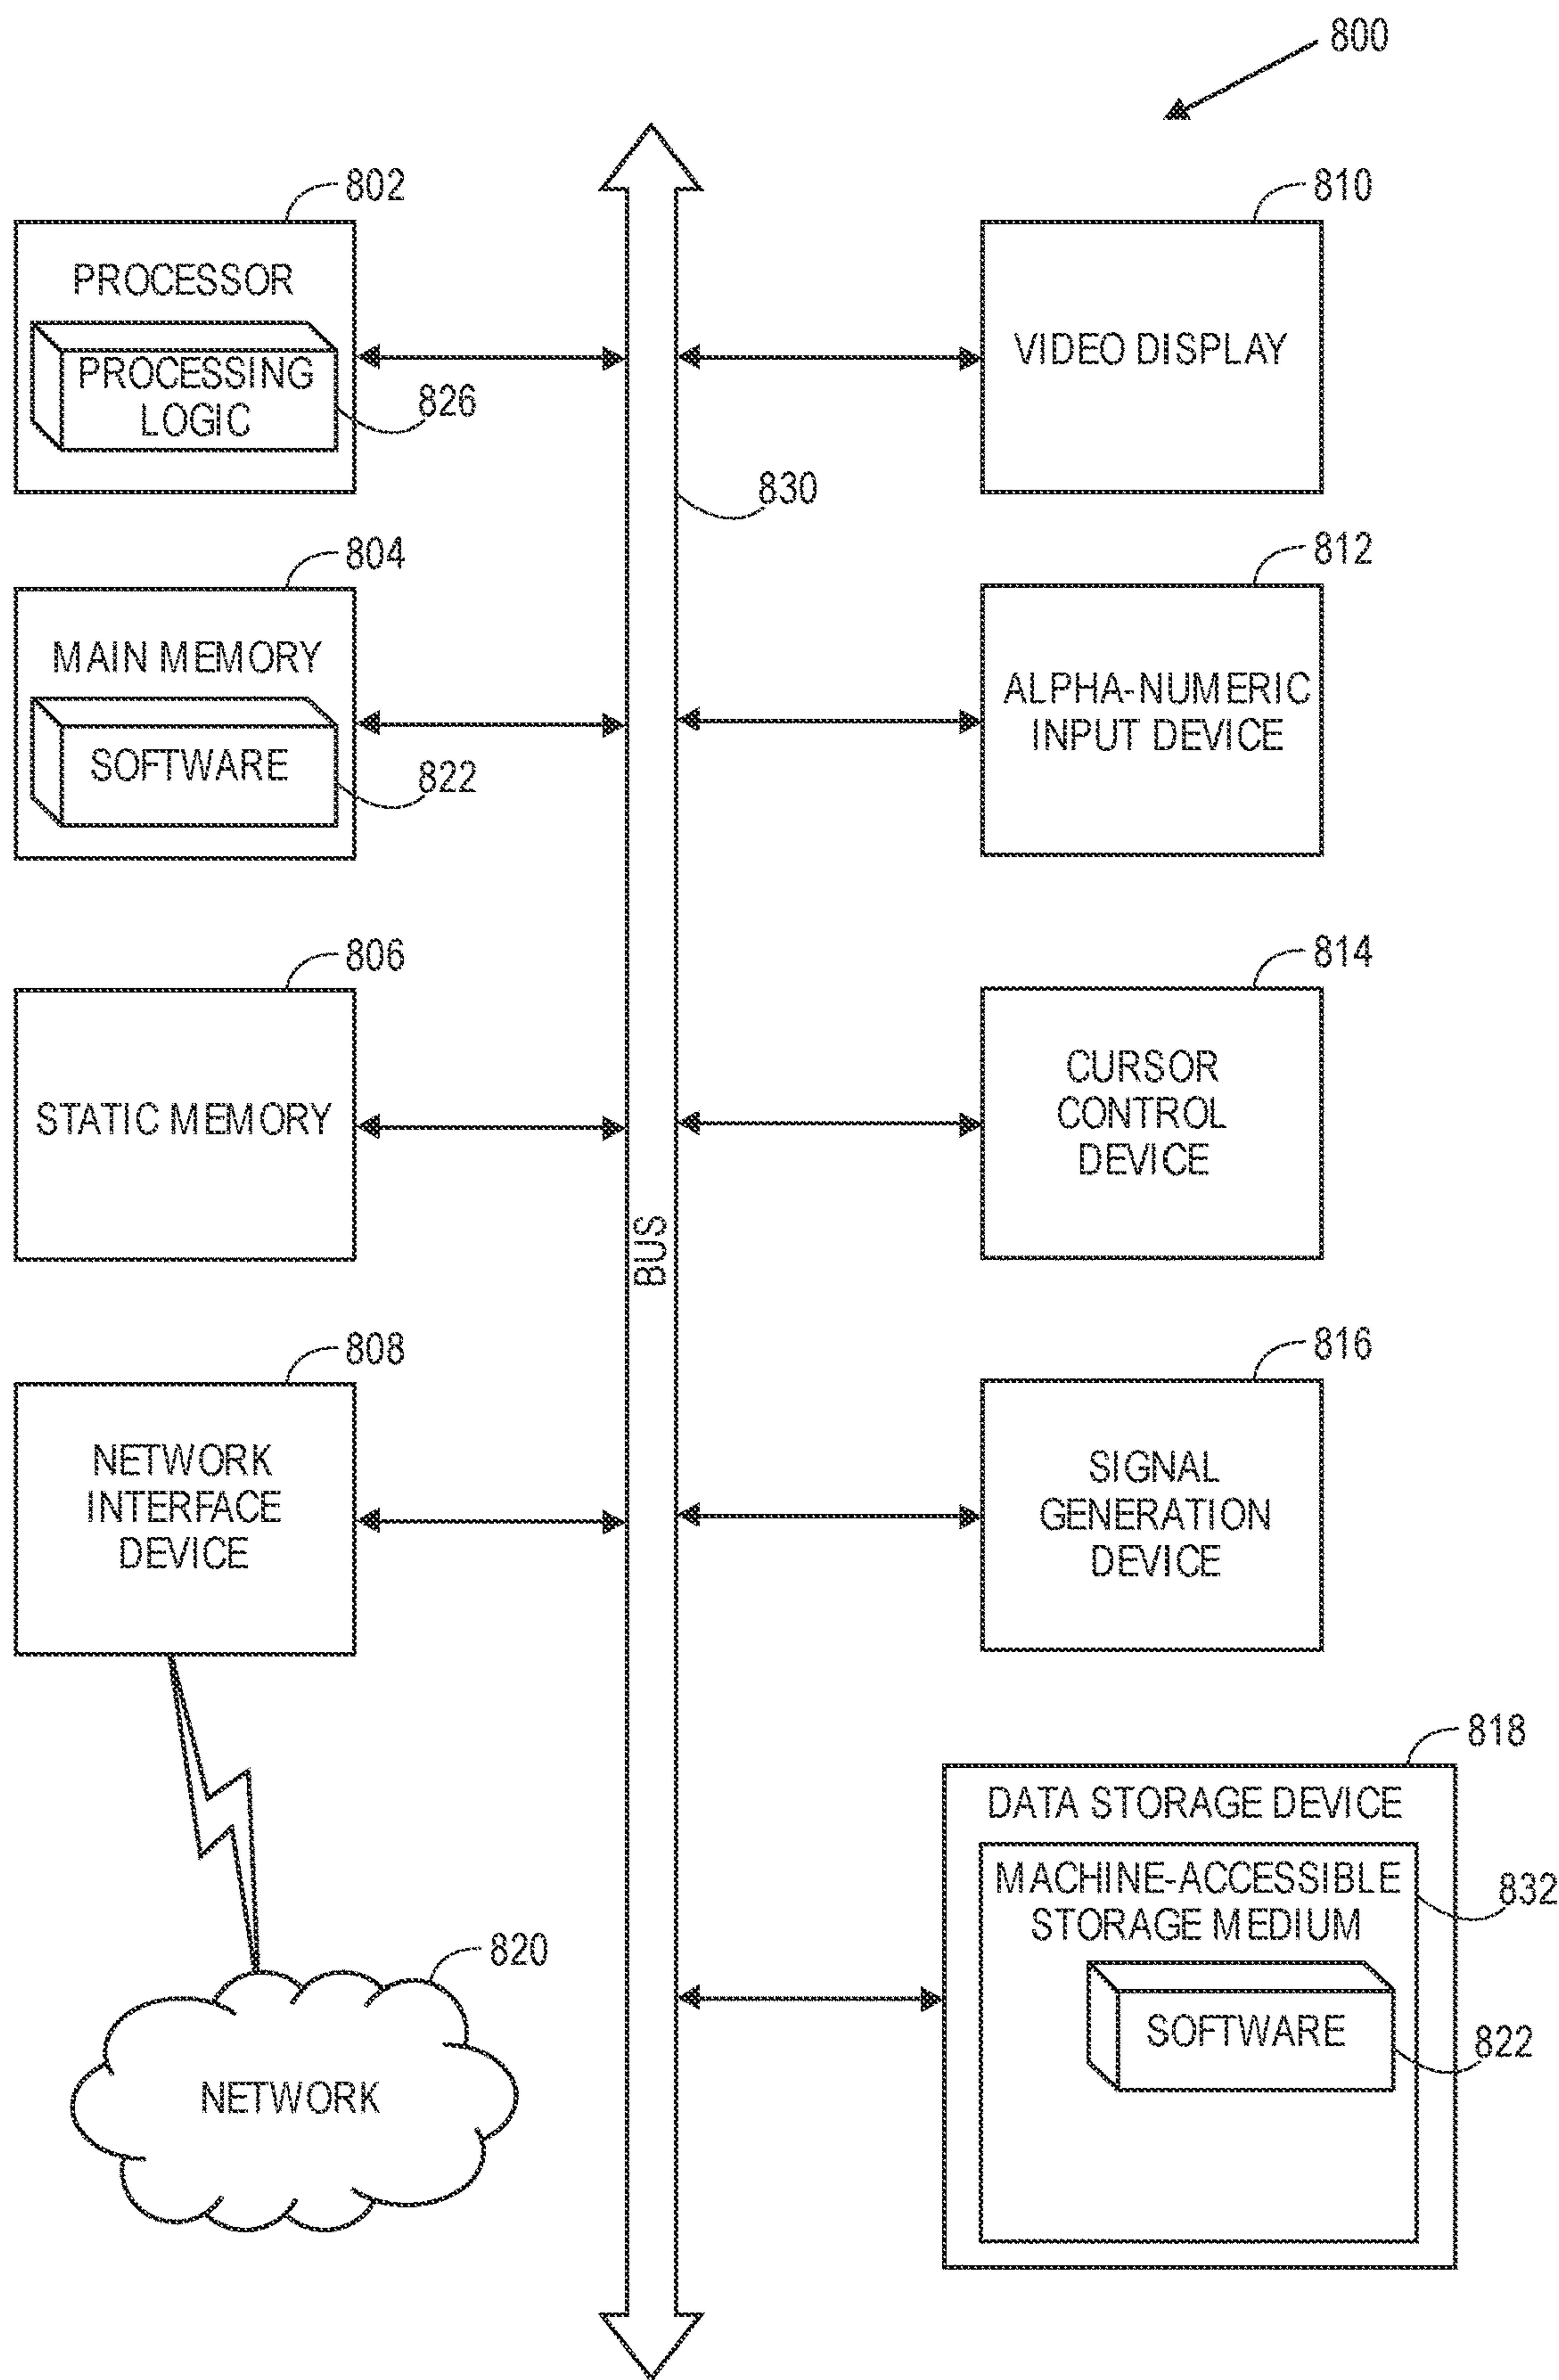 800
802
PROCESSOR
PROCESSING
LOGIC
826
804
MAIN MEMORY
SOFTWARE
822
806
STATIC MEMORY
808
NETWORK
INTERFACE
DEVICE
820
NETWORK
BUS
830
810
VIDEO DISPLAY
812
ALPHA-NUMERIC
INPUT DEVICE
814
CURSOR
CONTROL
DEVICE
816
SIGNAL
GENERATION
DEVICE
818
DATA STORAGE DEVICE
MACHINE-ACCESSIBLE
STORAGE MEDIUM
832
SOFTWARE
822